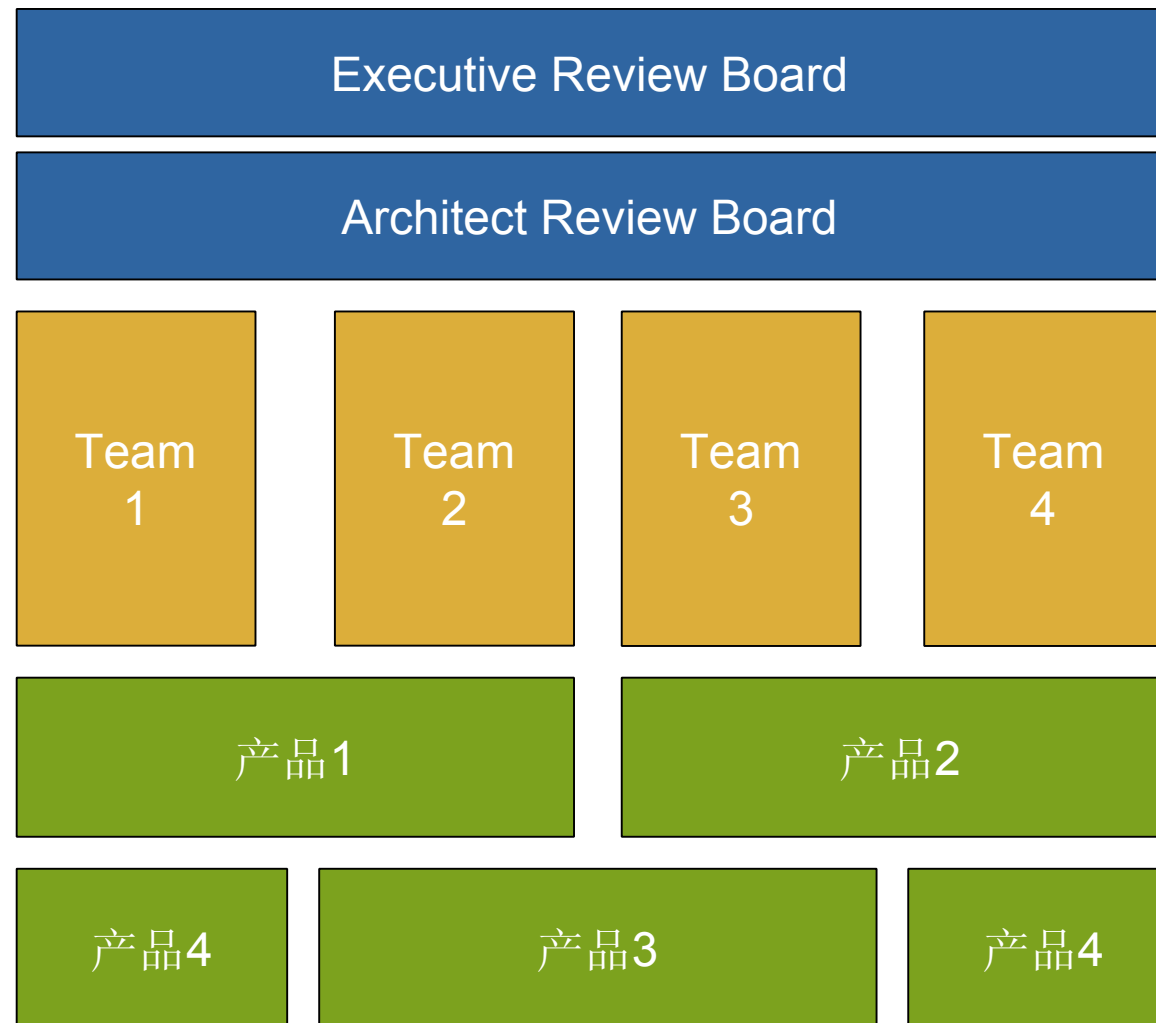 Executive Review Board
Architect Review Board
Team
1
Team
2
Team
3
Team
4
产品1
产品2
产品4
产品3
产品4